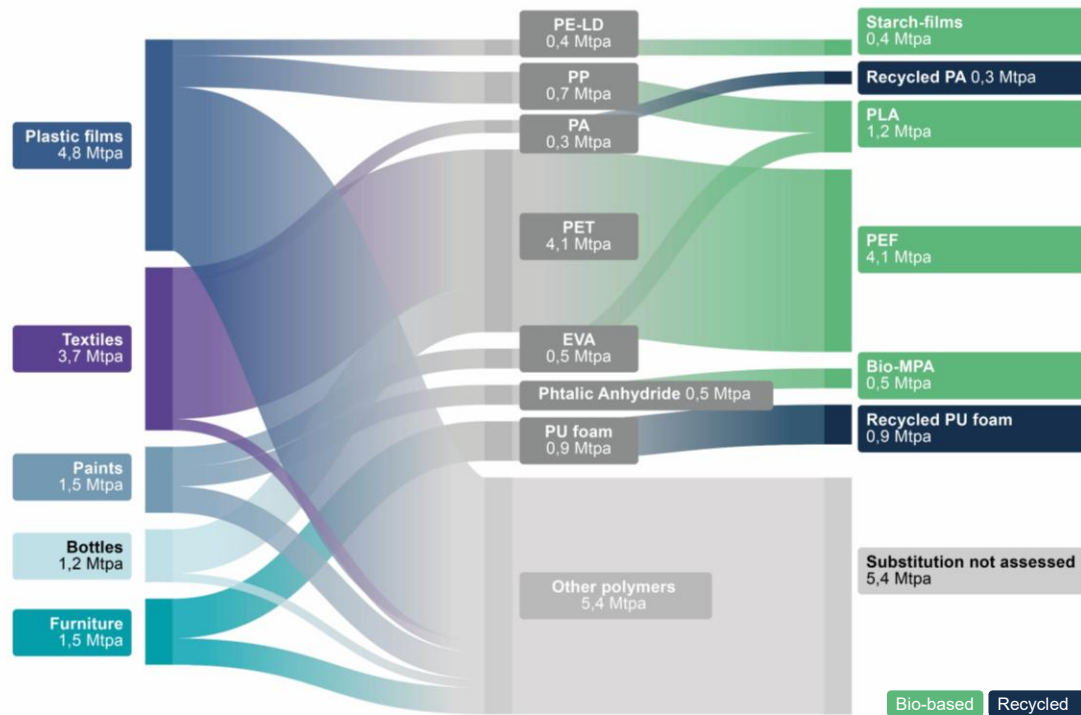 Plastic films
4,8 Mtpa
Textiles
3,7 Mtpa
Paints
1,5 Mtpa
Bottles
1,2 Mtpa
Furniture
1,5 Mtpa
PE-LD
0,4 Mtpa
PP
0,7 Mtpa
PA
0,3 Mtpa
PET
4,1 Mtpa
EVA
0,5 Mtpa
Phtalic Anhydride 0,5 Mtpa
PU foam
0,9 Mtpa
Other polymers
5,4 Mtpa
Starch-films
0,4 Mtpa
Recycled PA 0,3 Mtpa
PLA
1,2 Mtpa
PEF
4,1 Mtpa
Bio-MPA
0,5 Mtpa
Recycled PU foam
0,9 Mtpa
Substitution not assessed
5,4 Mtpa
Bio-based Recycled